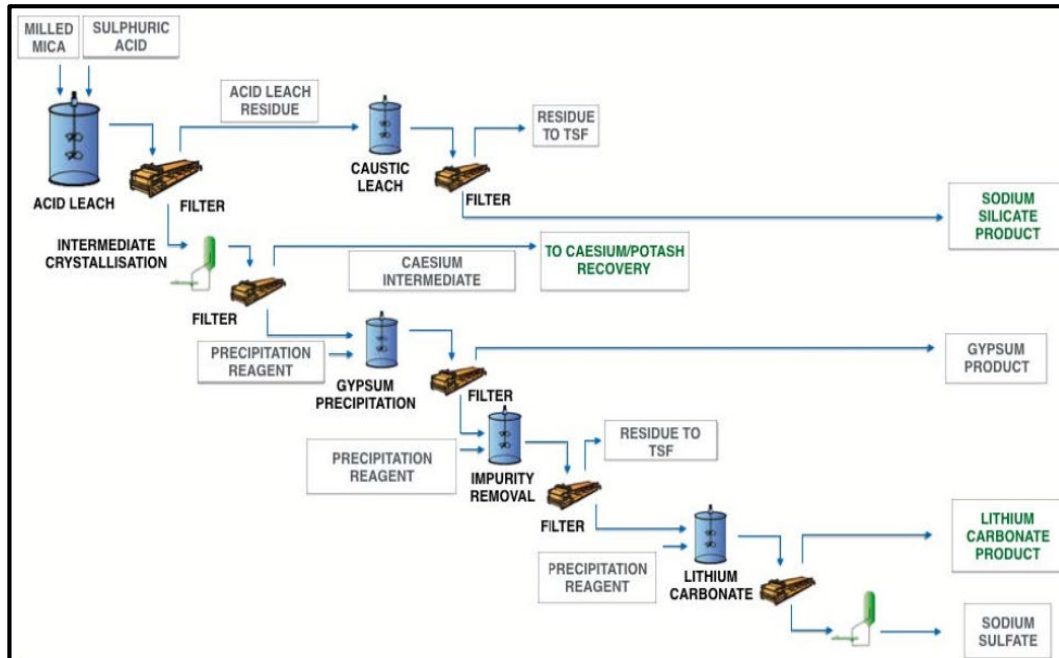 MILLED
MICA
SULPHURIC
ACID
ACID LEACH
RESIDUE
RESIDUE
TO TSF
CAUSTIC
LEACH
FILTER
ACID LEACH
FILTER
SODIUM
SILICATE
PRODUCT
INTERMEDIATE
CRYSTALLISATION
CAESIUM
INTERMEDIATE
TO CAESIUM/POTASH
RECOVERY
FILTER
PRECIPITATION
REAGENT
GYPSUM
PRECIPITATION
FILTER
GYPSUM
PRODUCT
PRECIPITATION
REAGENT
IMPURITY
REMOVAL
RESIDUE TO
TSF
FILTER
PRECIPITATION
REAGENT
LITHIUM
CARBONATE
LITHIUM
CARBONATE
PRODUCT
SODIUM
SULFATE